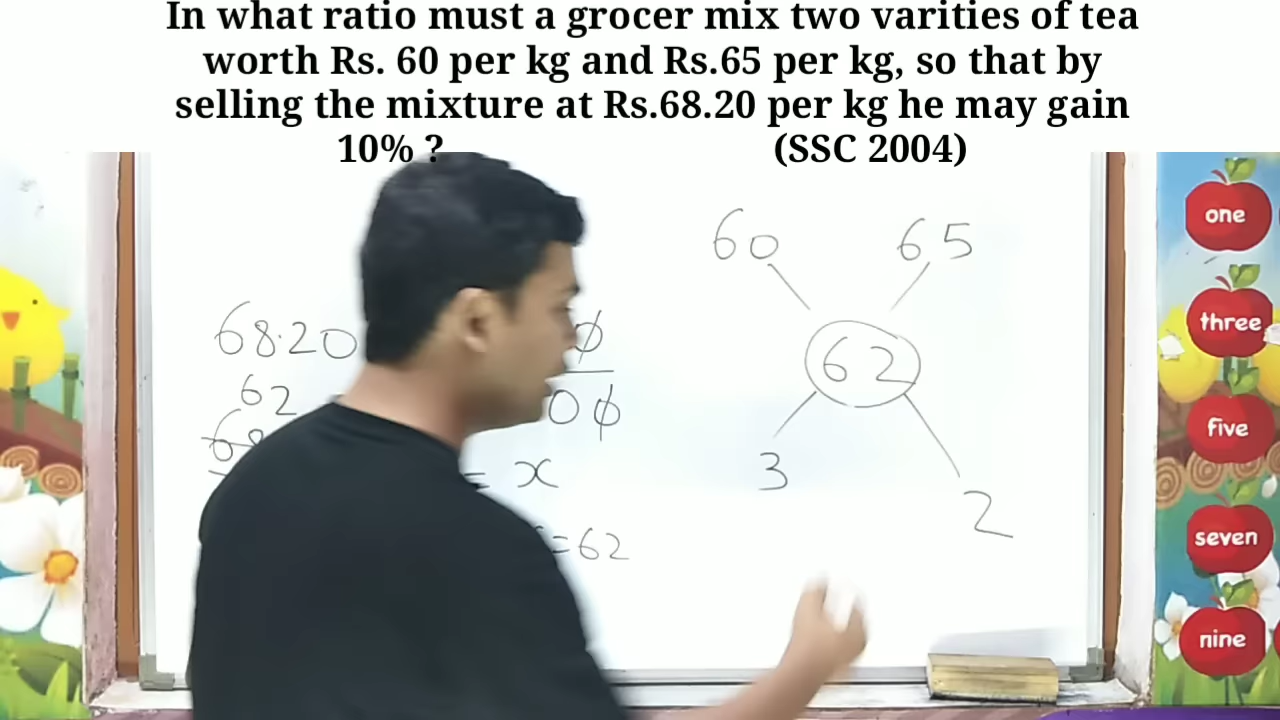 In what ratio must a grocer mix two varities of tea
worth Rs. 60 per kg and Rs.65 per kg, so that by
selling the mixture at Rs.68.20 per kg he may gain
10% ? (SSC 2004)
60 65
62
3
2
68.20
62
= x
=62
one
three
five
seven
nine